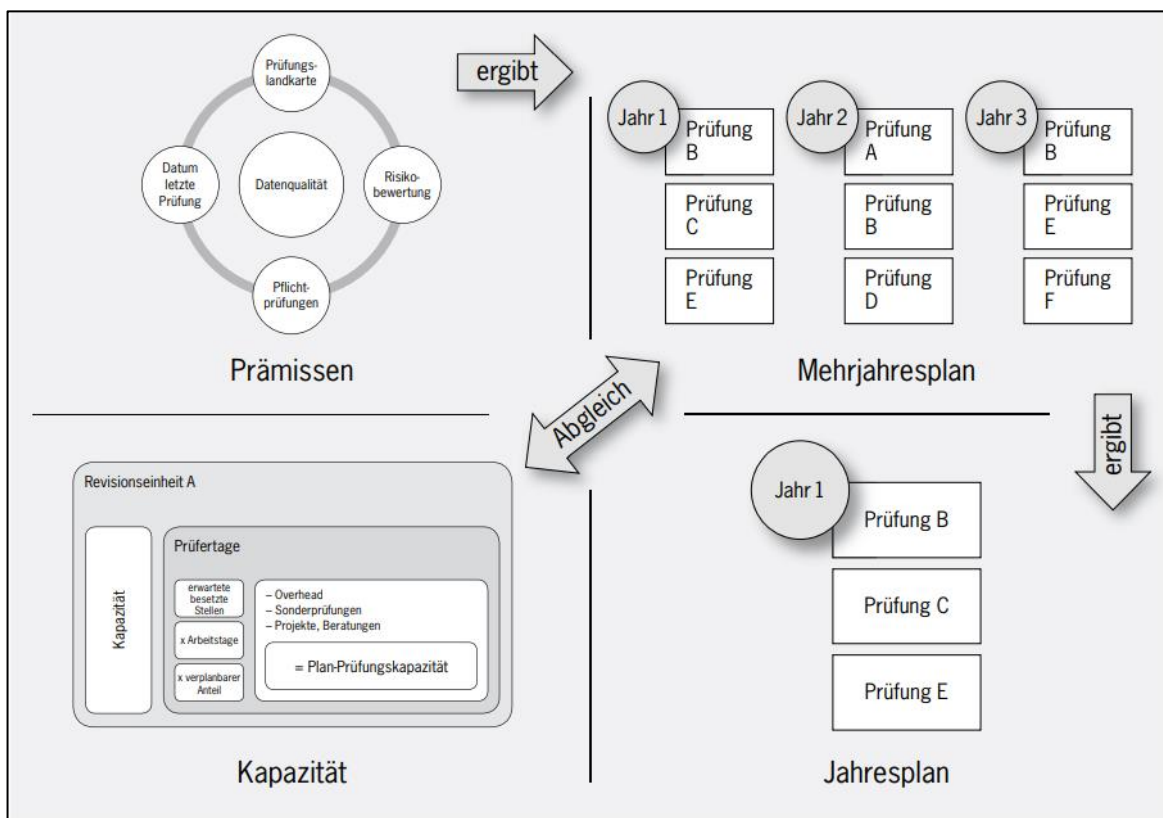 Prüfungs-
landkarte
Datum
letzte
Prüfung
Datenqualität
Risiko-
bewertung
Pflicht-
prüfungen
Prämissen
ergibt
Jahr 1
Prüfung
B
Prüfung
C
Prüfung
E
Jahr 2
Prüfung
A
Prüfung
B
Prüfung
D
Jahr 3
Prüfung
B
Prüfung
E
Prüfung
F
Mehrjahresplan
Abgleich
ergibt
Revisionseinheit A
Kapazität
Prüfertage
erwartete
besetzte
Stellen
x Arbeitstage
x verplanbarer
Anteil
– Overhead
– Sonderprüfungen
– Projekte, Beratungen
= Plan-Prüfungskapazität
Kapazität
Jahr 1
Prüfung B
Prüfung C
Prüfung E
Jahresplan